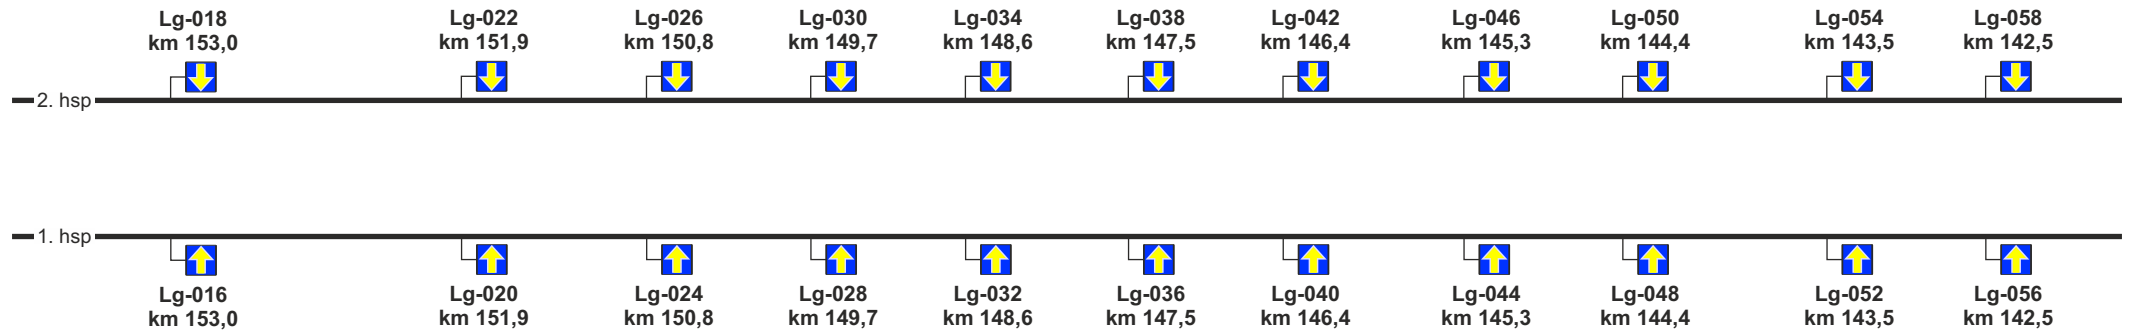 Lg-018 Lg-022 Lg-026 Lg-030 Lg-034 Lg-038 Lg-042 Lg-046 Lg-050 Lg-054 Lg-058
km 153,0 km 151,9 km 150,8 km 149,7 km 148,6 km 147,5 km 146,4 km 145,3 km 144,4 km 143,5 km 142,5
2. hsp
1. hsp
Lg-016 Lg-020 Lg-024 Lg-028 Lg-032 Lg-036 Lg-040 Lg-044 Lg-048 Lg-052 Lg-056
km 153,0 km 151,9 km 150,8 km 149,7 km 148,6 km 147,5 km 146,4 km 145,3 km 144,4 km 143,5 km 142,5